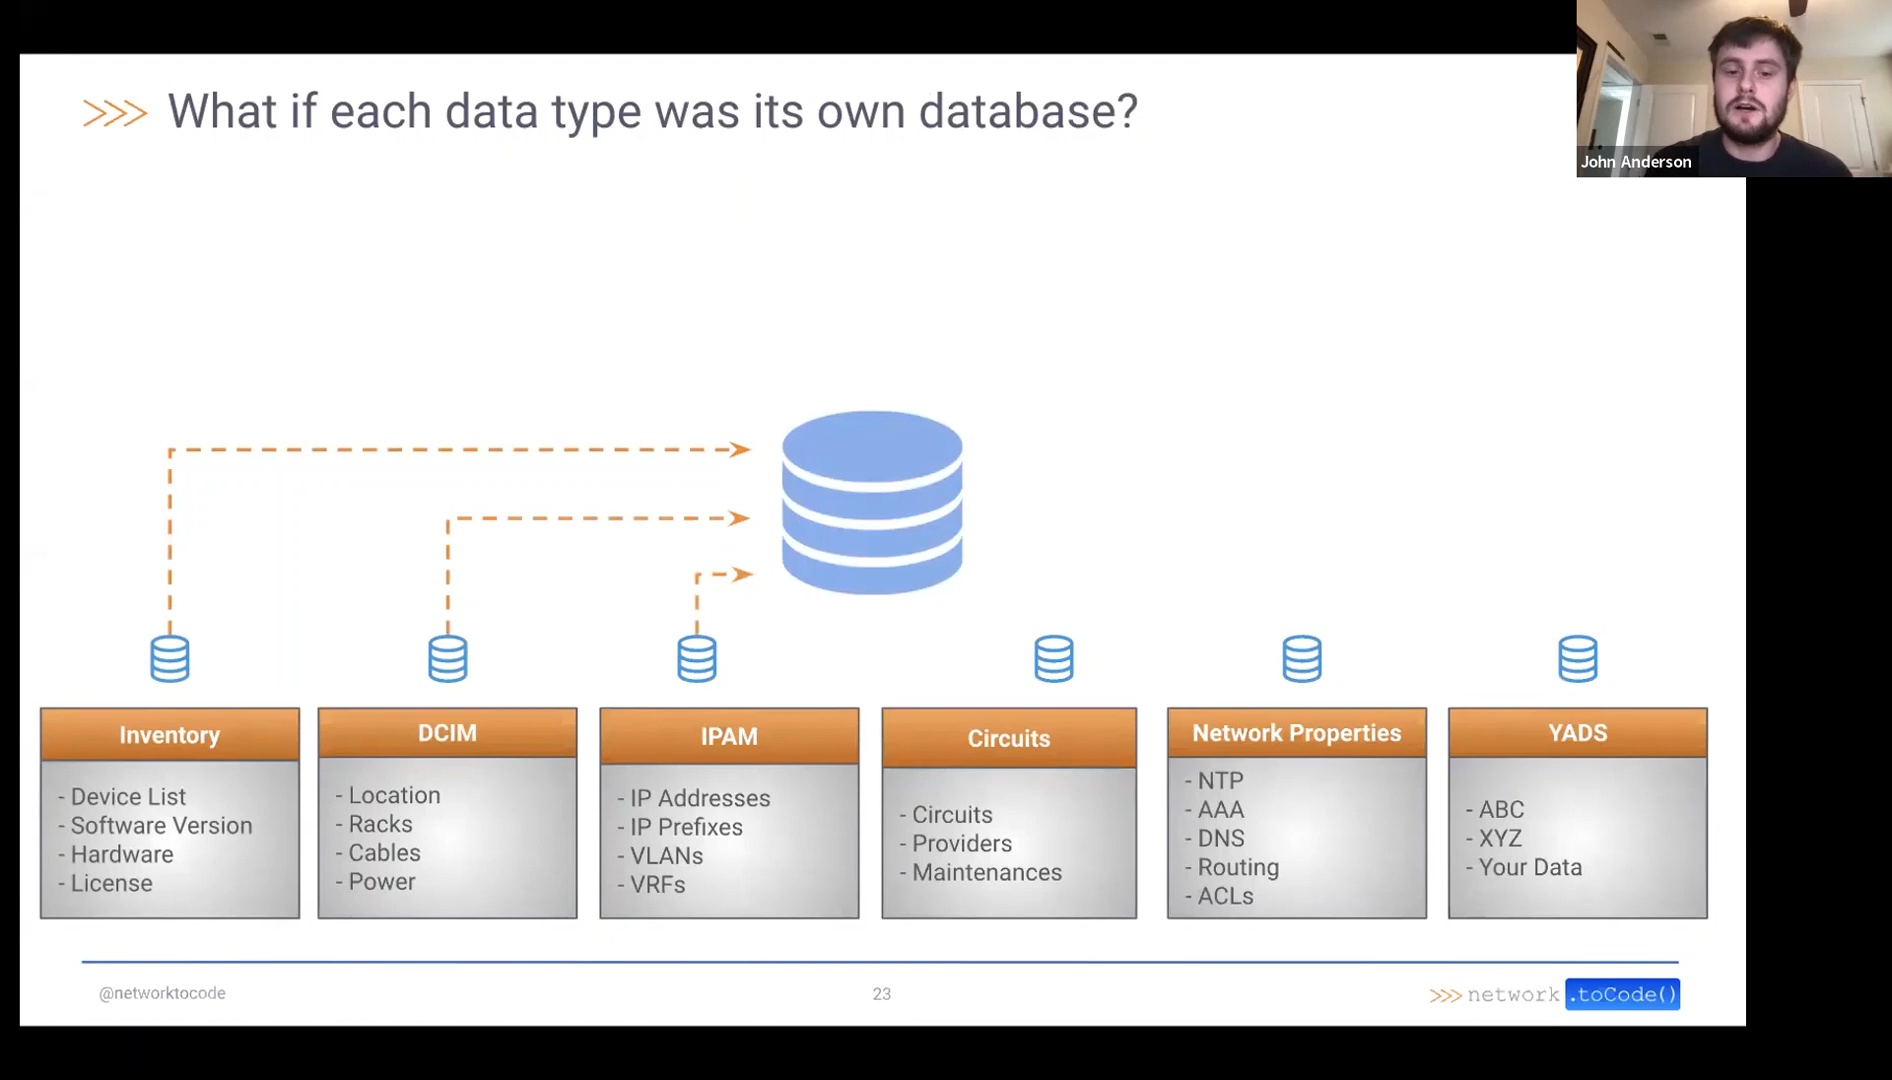 >>> What if each data type was its own database?
John Anderson
Inventory
- Device List
- Software Version
- Hardware
- License
DCIM
- Location
- Racks
- Cables
- Power
IPAM
- IP Addresses
- IP Prefixes
- VLANs
- VRFs
Circuits
- Circuits
- Providers
- Maintenances
Network Properties
- NTP
- AAA
- DNS
- Routing
- ACLs
YADS
- ABC
- XYZ
- Your Data
@networktocode
23
>>> network .toCode()